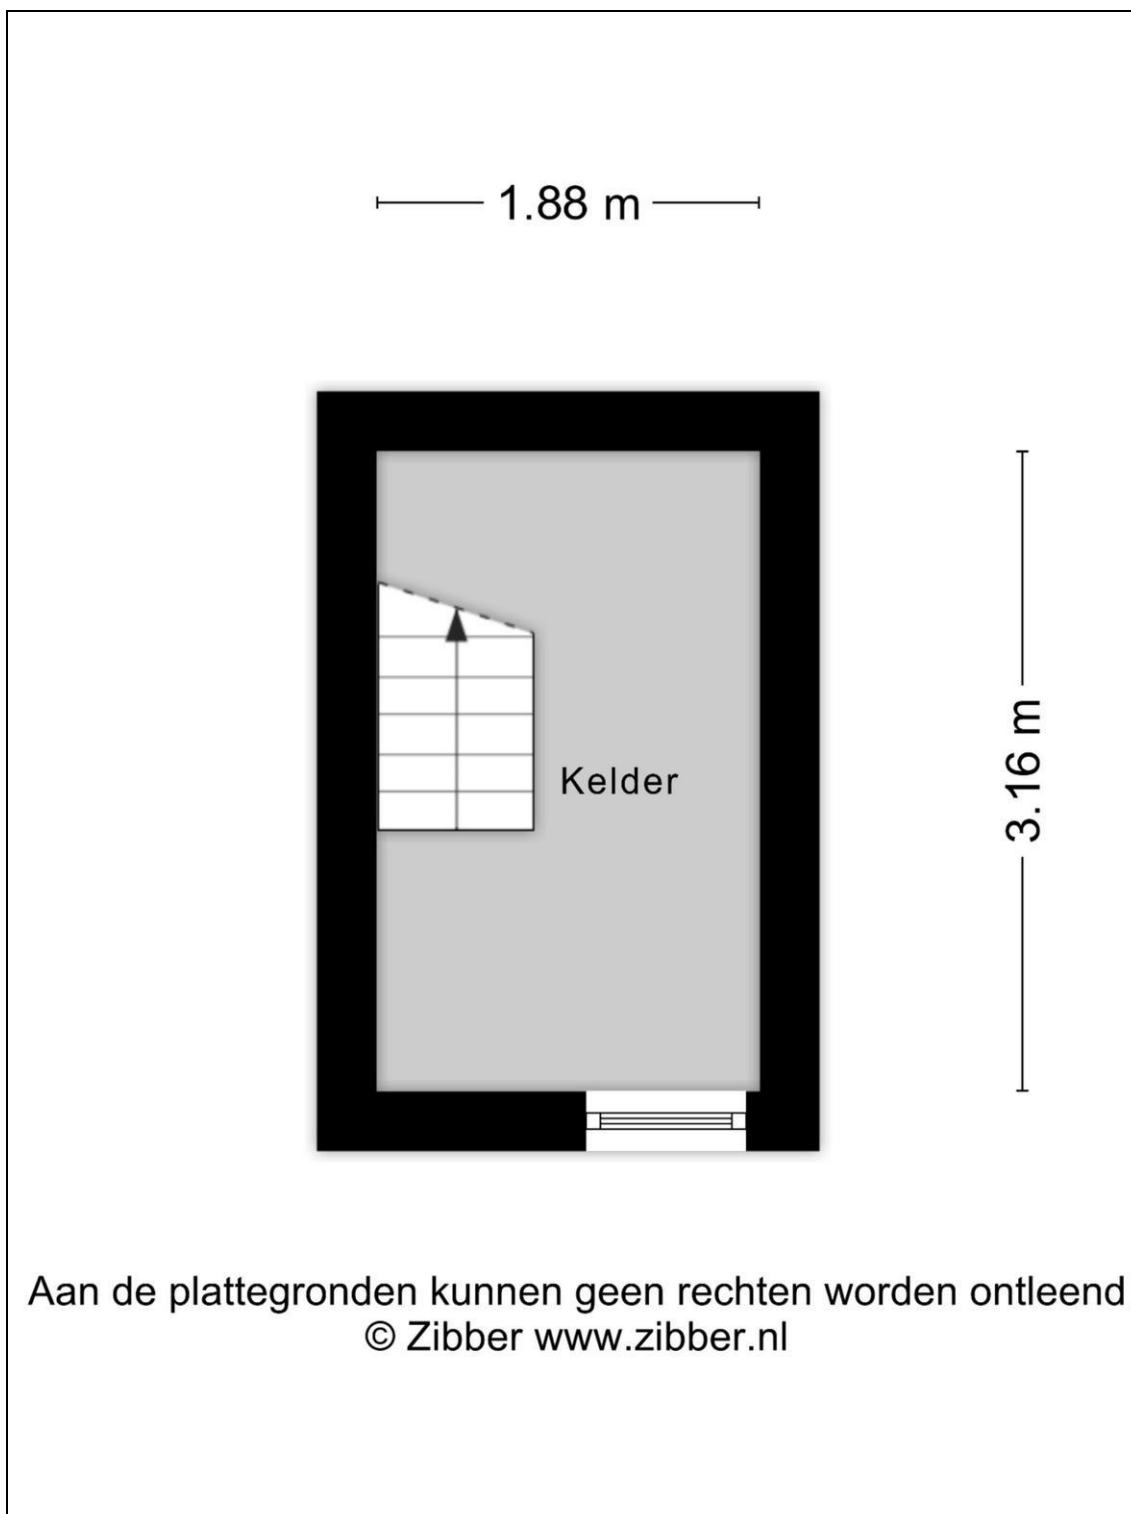 1.88 m
Kelder
3.16 m
Aan de plattegronden kunnen geen rechten worden ontleend
© Zibber www.zibber.nl